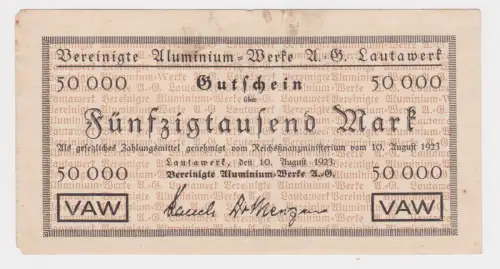 Vereinigte Aluminium-Werke A.-G. Lautawerk
50 000 Gutschein 50 000
über
Fünfzigtausend Mark
Als gesetzliches Zahlungsmittel genehmigt vom Reichsfinanzministerium vom 10. August 1923
Lautawerk, den 10. August 1923.
50 000 Vereinigte Aluminium-Werke A.-G. 50 000
VAW VAW